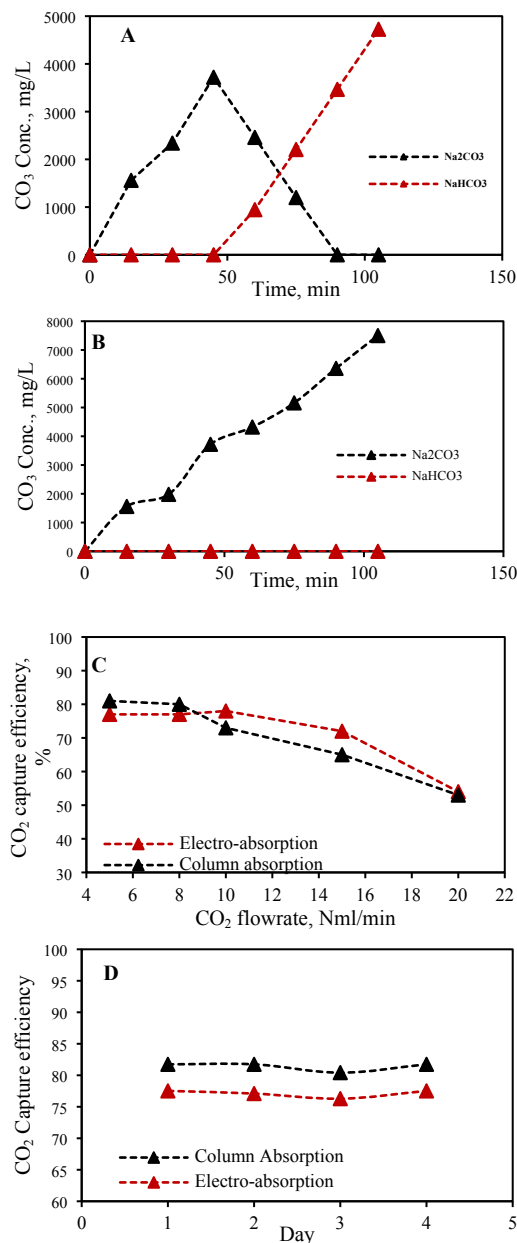 A
CO3 Conc., mg/L
5000
4000
3000
2000
1000
0
Na2CO3
NaHCO3
0 50 100 150
Time, min
B
CO3 Conc., mg/L
8000
7000
6000
5000
4000
3000
2000
1000
0
Na2CO3
NaHCO3
0 50 100 150
Time, min
C
CO2 capture efficiency,
%
100
90
80
70
60
50
40
30
Electro-absorption
Column absorption
4 6 8 10 12 14 16 18 20 22
CO2 flowrate, Nml/min
D
CO2 Capture efficiency
100
95
90
85
80
75
70
65
60
Column Absorption
Electro-absorption
0 1 2 3 4 5
Day